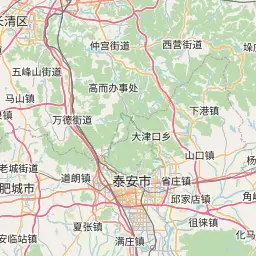 长清区
仲宫街道
西营街道
垛
五峰山街道
高而办事处
马山镇
下港镇
万德街道
大津口乡
山口镇
老城街道
道朗镇
泰安市
省庄镇
肥城市
邱家店镇
角
夏张镇
徂徕镇
安临站镇
满庄镇
化马